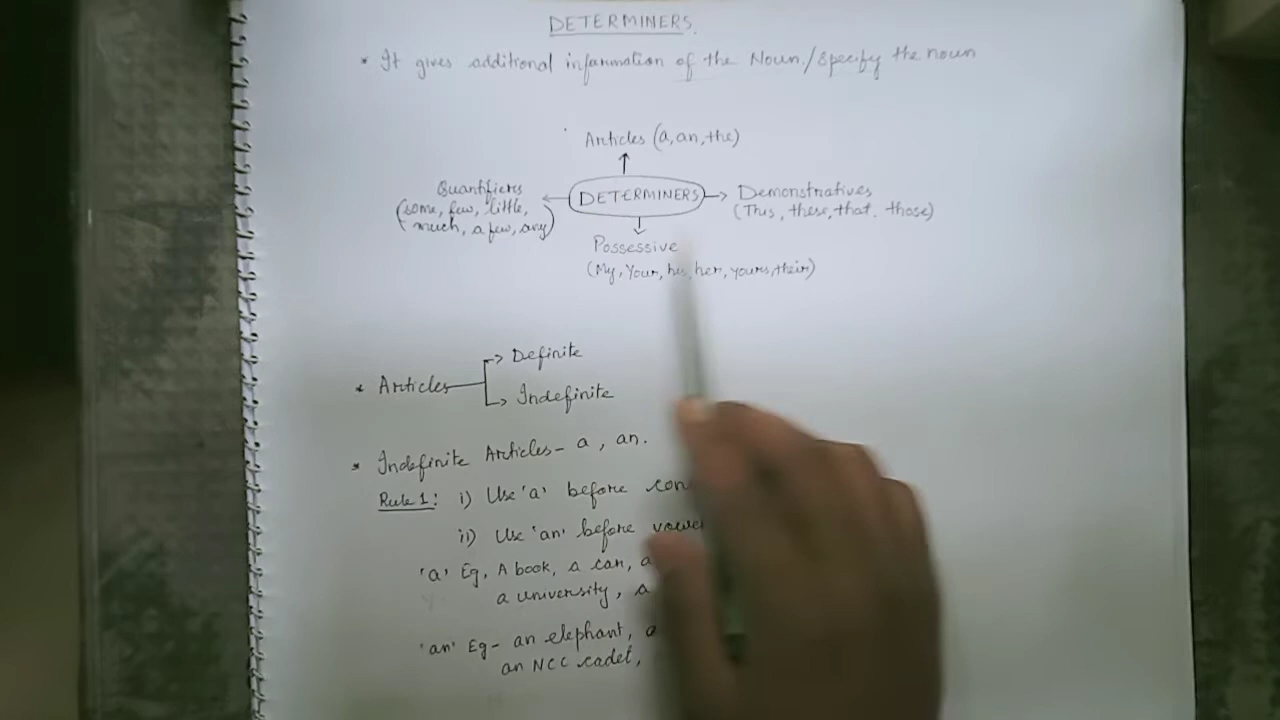 DETERMINERS.
* It gives additional information of the Noun./specify the noun
Articles (a, an, the)
Quantifiers
(some, few, little,
much, a few, any)
DETERMINERS
Demonstratives
(This, these, that, those)
Possessive
(My, Your, his, her, yours, their)
* Articles
Definite
Indefinite
* Indefinite Articles - a, an.
Rule 1: i) Use 'a' before
ii) Use 'an' before
'a' Eg, A book, a can,
a university, a
'an' Eg - an elephant,
an NCC cadet,